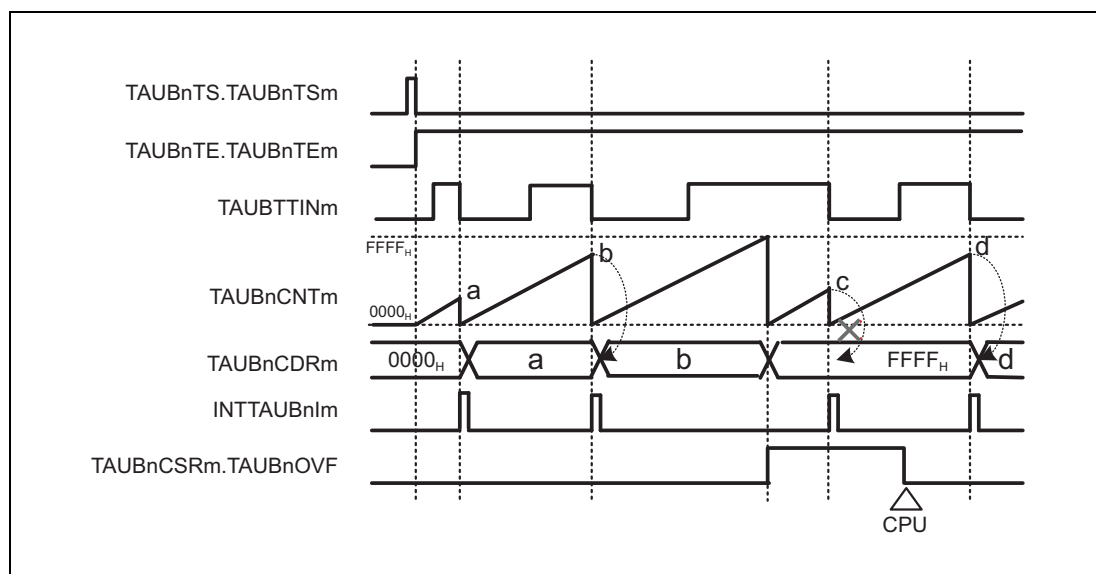 TAUBnTS.TAUBnTSm
TAUBnTE.TAUBnTEm
TAUBTTINm
FFFFH
TAUBnCNTm
a
b
c
d
0000H
TAUBnCDRm
0000H
a
b
FFFFH
d
INTTAUBnIm
TAUBnCSRm.TAUBnOVF
CPU